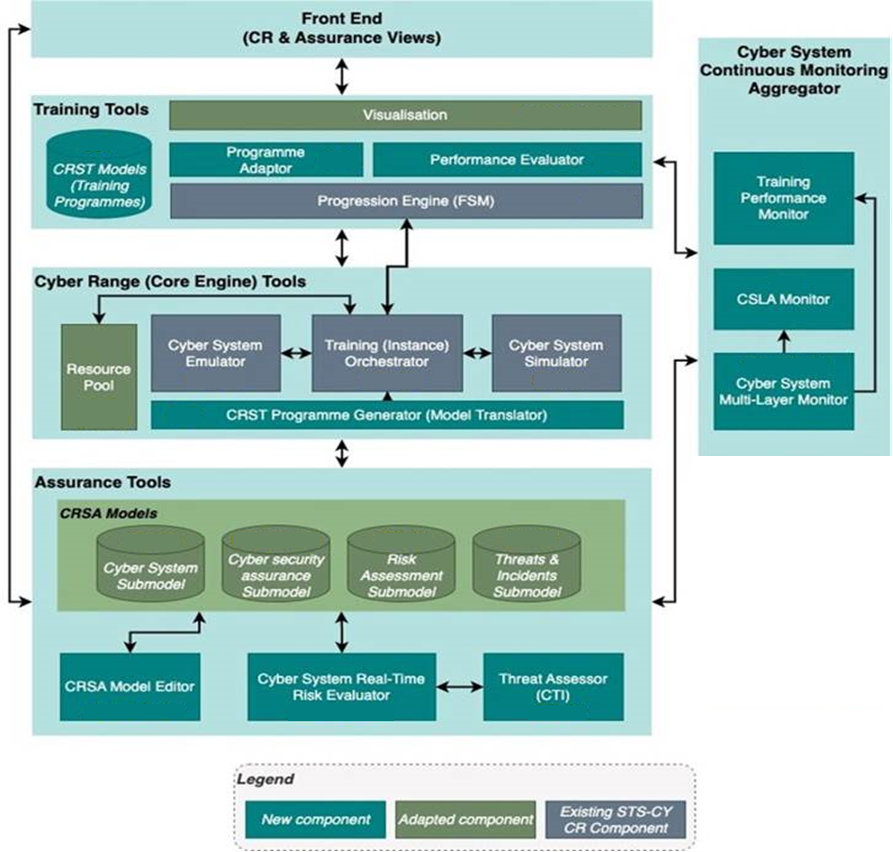 Front End
(CR & Assurance Views)
Training Tools
Visualisation
CRST Models
(Training
Programmes)
Programme
Adaptor
Performance Evaluator
Progression Engine (FSM)
Cyber Range (Core Engine) Tools
Resource
Pool
Cyber System
Emulator
Training (Instance)
Orchestrator
Cyber System
Simulator
CRST Programme Generator (Model Translator)
Assurance Tools
CRSA Models
Cyber System
Submodel
Cyber security
assurance
Submodel
Risk
Assessment
Submodel
Threats &
Incidents
Submodel
CRSA Model Editor
Cyber System Real-Time
Risk Evaluator
Threat Assessor
(CTI)
Cyber System
Continuous Monitoring
Aggregator
Training
Performance
Monitor
CSLA Monitor
Cyber System
Multi-Layer Monitor
Legend
New component
Adapted component
Existing STS-CY
CR Component